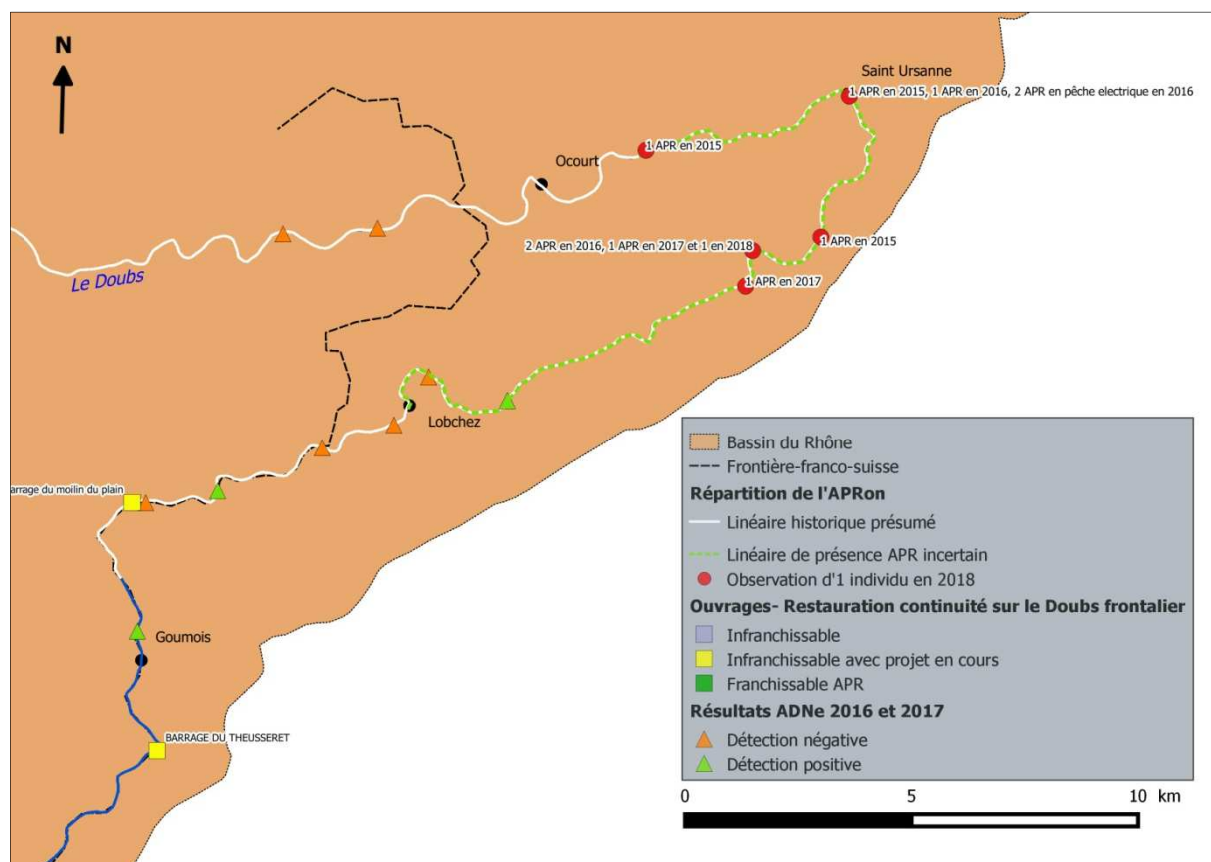 N
Saint Ursanne
1 APR en 2015, 1 APR en 2016, 2 APR en pêche electrique en 2016
1 APR en 2015
Ocourt
2 APR en 2016, 1 APR en 2017 et 1 en 2018
1 APR en 2015
Le Doubs
1 APR en 2017
Lobchez
arrage du moilin du plain
Goumois
BARRAGE DU THEUSSERET
Bassin du Rhône
Frontière-franco-suisse
Répartition de l'APRon
Linéaire historique présumé
Linéaire de présence APR incertain
Observation d'1 individu en 2018
Ouvrages- Restauration continuité sur le Doubs frontalier
Infranchissable
Infranchissable avec projet en cours
Franchissable APR
Résultats ADNe 2016 et 2017
Détection négative
Détection positive
0 5 10 km